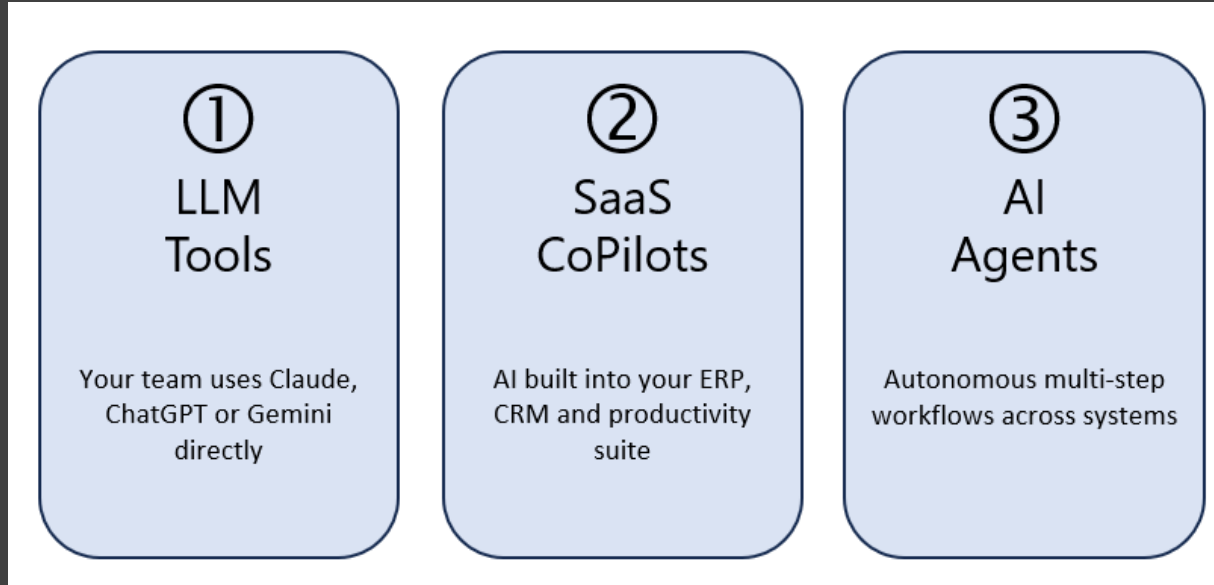 ①
LLM
Tools
Your team uses Claude,
ChatGPT or Gemini
directly
②
SaaS
CoPilots
AI built into your ERP,
CRM and productivity
suite
③
AI
Agents
Autonomous multi-step
workflows across systems